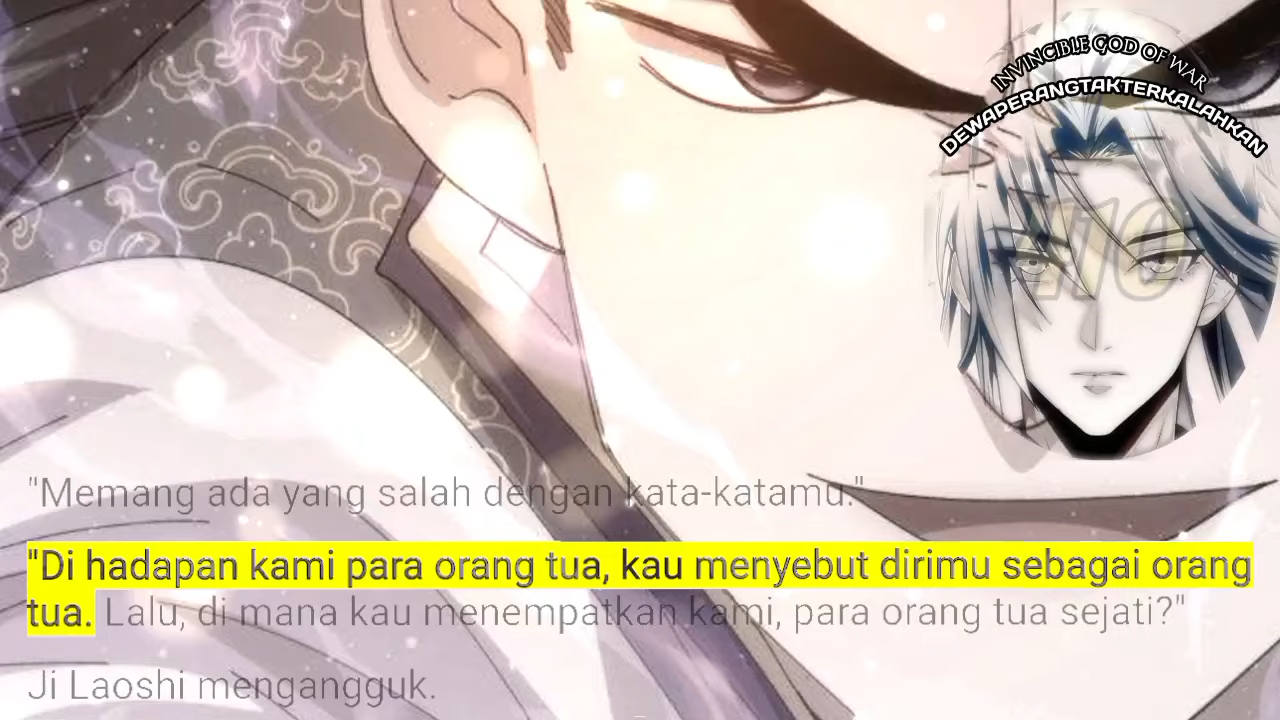 INVINCIBLE GOD OF WAR
DEWAPERANGTAKTERKALAHKAN
"Memang ada yang salah dengan kata-katamu."
"Di hadapan kami para orang tua, kau menyebut dirimu sebagai orang
tua. Lalu, di mana kau menempatkan kami, para orang tua sejati?"
Ji Laoshi mengangguk.